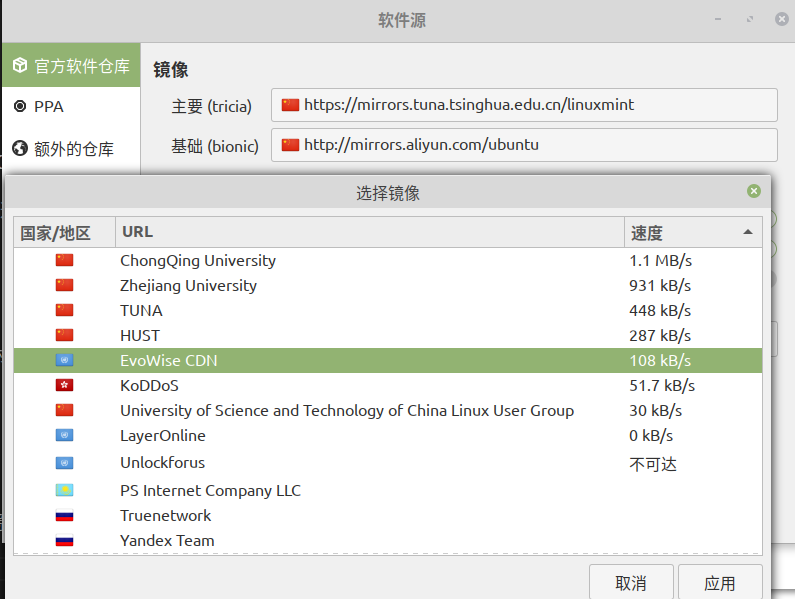 软件源
官方软件仓库
PPA
额外的仓库
镜像
主要 (tricia) https://mirrors.tuna.tsinghua.edu.cn/linuxmint
基础 (bionic) http://mirrors.aliyun.com/ubuntu
选择镜像
国家/地区 URL 速度
ChongQing University 1.1 MB/s
Zhejiang University 931 kB/s
TUNA 448 kB/s
HUST 287 kB/s
EvoWise CDN 108 kB/s
KoDDoS 51.7 kB/s
University of Science and Technology of China Linux User Group 30 kB/s
LayerOnline 0 kB/s
Unlockforus 不可达
PS Internet Company LLC
Truenetwork
Yandex Team
取消 应用